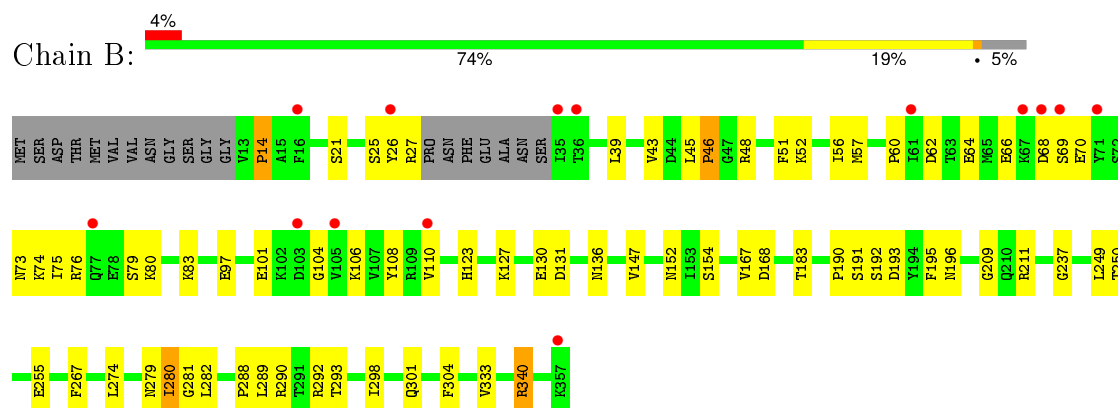 4%
Chain B:
74% 19% • 5%
MET SER ASP THR MET VAL VAL ASN GLY SER GLY GLY V13 P14 A15 F16 S21 S25 Y26 R27 PRO ASN PHE GLU ALA ASN SER I35 T36 L39 V43 D44 L45 P46 G47 R48 F51 K52 I56 M57 P60 I61 D62 T63 E64 M65 E66 K67 D68 S69 E70 Y71 S72
N73 K74 I75 R76 Q77 E78 S79 K80 K83 E97 E101 K102 D103 G104 V105 K106 V107 Y108 R109 V110 H123 K127 E130 D131 N136 V147 N152 I153 S154 V167 D168 T183 P190 S191 S192 D193 Y194 F195 N196 G209 Q210 R211 G237 L249 T250
E255 F267 L274 N279 I280 G281 L282 P288 L289 R290 T291 R292 T293 I298 Q301 F304 V333 R340 K357